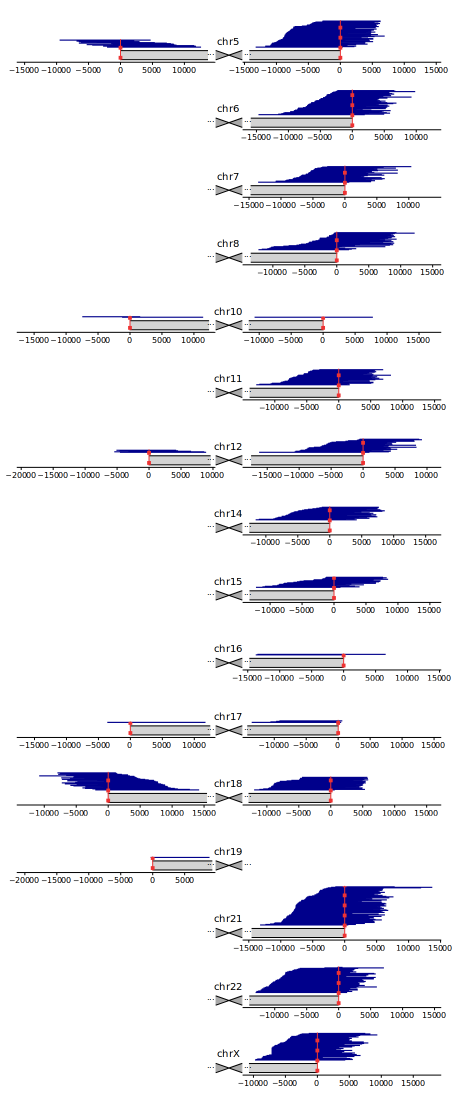 chr5
−15000 −10000 −5000 0 5000 10000 −15000 −10000 −5000 0 5000 10000 15000
chr6
−15000 −10000 −5000 0 5000 10000
chr7
−15000 −10000 −5000 0 5000 10000
chr8
−10000 −5000 0 5000 10000 15000
chr10
−15000 −10000 −5000 0 5000 10000 −10000 −5000 0 5000 10000 15000
chr11
−10000 −5000 0 5000 10000 15000
chr12
−20000 −15000 −10000 −5000 0 5000 10000 −15000 −10000 −5000 0 5000 10000
chr14
−10000 −5000 0 5000 10000 15000
chr15
−10000 −5000 0 5000 10000 15000
chr16
−15000 −10000 −5000 0 5000 10000 15000
chr17
−15000 −10000 −5000 0 5000 10000 −10000 −5000 0 5000 10000 15000
chr18
−10000 −5000 0 5000 10000 15000 −10000 −5000 0 5000 10000 15000
chr19
−20000 −15000 −10000 −5000 0 5000
chr21
−15000 −10000 −5000 0 5000 10000 15000
chr22
−10000 −5000 0 5000 10000 15000
chrX
−10000 −5000 0 5000 10000 15000